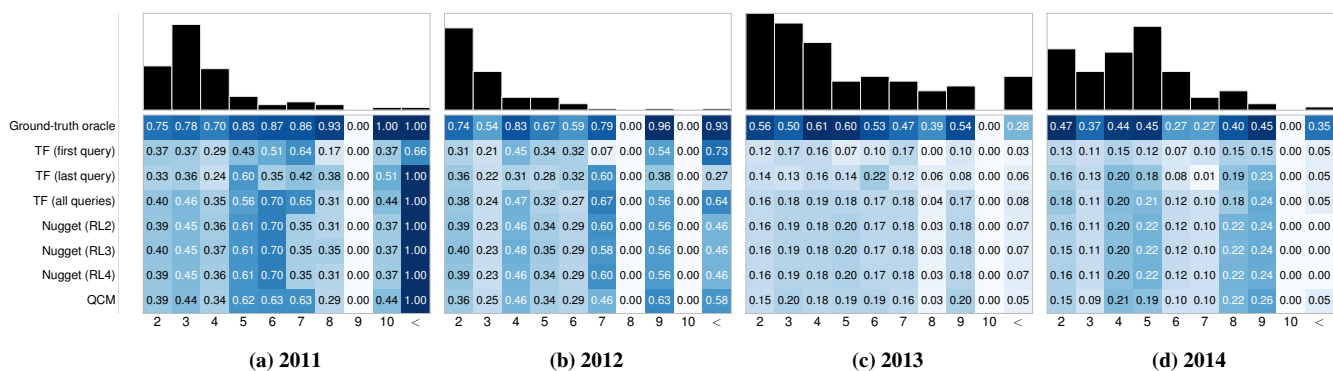 Ground-truth oracle 0.75 0.78 0.70 0.83 0.87 0.86 0.93 0.00 1.00 1.00 0.74 0.54 0.83 0.67 0.59 0.79 0.00 0.96 0.00 0.93 0.56 0.50 0.61 0.60 0.53 0.47 0.39 0.54 0.00 0.28 0.47 0.37 0.44 0.45 0.27 0.27 0.40 0.45 0.00 0.35
TF (first query) 0.37 0.37 0.29 0.43 0.51 0.64 0.17 0.00 0.37 0.66 0.31 0.21 0.45 0.34 0.32 0.07 0.00 0.54 0.00 0.73 0.12 0.17 0.16 0.07 0.10 0.17 0.00 0.10 0.00 0.03 0.13 0.11 0.15 0.12 0.07 0.10 0.15 0.15 0.00 0.05
TF (last query) 0.33 0.36 0.24 0.60 0.35 0.42 0.38 0.00 0.51 1.00 0.36 0.22 0.31 0.28 0.32 0.60 0.00 0.38 0.00 0.27 0.14 0.13 0.16 0.14 0.22 0.12 0.06 0.08 0.00 0.06 0.16 0.13 0.20 0.18 0.08 0.01 0.19 0.23 0.00 0.05
TF (all queries) 0.40 0.46 0.35 0.56 0.70 0.65 0.31 0.00 0.44 1.00 0.38 0.24 0.47 0.32 0.27 0.67 0.00 0.56 0.00 0.64 0.16 0.19 0.18 0.16 0.18 0.17 0.04 0.17 0.00 0.08 0.18 0.11 0.20 0.21 0.12 0.12 0.18 0.24 0.00 0.05
Nugget (RL2) 0.39 0.45 0.36 0.61 0.70 0.35 0.31 0.00 0.37 1.00 0.39 0.23 0.46 0.34 0.29 0.60 0.00 0.56 0.00 0.46 0.16 0.19 0.18 0.20 0.17 0.18 0.03 0.18 0.00 0.07 0.16 0.11 0.20 0.22 0.12 0.10 0.22 0.24 0.00 0.00
Nugget (RL3) 0.40 0.45 0.37 0.61 0.70 0.35 0.35 0.00 0.37 1.00 0.40 0.23 0.48 0.35 0.29 0.58 0.00 0.56 0.00 0.46 0.16 0.19 0.18 0.20 0.17 0.18 0.03 0.17 0.00 0.07 0.15 0.11 0.20 0.22 0.12 0.10 0.22 0.24 0.00 0.00
Nugget (RL4) 0.39 0.45 0.36 0.61 0.70 0.35 0.31 0.00 0.37 1.00 0.39 0.23 0.46 0.34 0.29 0.60 0.00 0.56 0.00 0.46 0.16 0.19 0.18 0.20 0.17 0.18 0.03 0.18 0.00 0.07 0.16 0.11 0.20 0.22 0.12 0.10 0.22 0.24 0.00 0.00
QCM 0.39 0.44 0.34 0.62 0.63 0.63 0.29 0.00 0.44 1.00 0.36 0.25 0.46 0.34 0.29 0.46 0.00 0.63 0.00 0.58 0.15 0.20 0.18 0.19 0.19 0.16 0.03 0.20 0.00 0.05 0.15 0.09 0.21 0.19 0.10 0.10 0.22 0.26 0.00 0.05
2 3 4 5 6 7 8 9 10 < 2 3 4 5 6 7 8 9 10 < 2 3 4 5 6 7 8 9 10 < 2 3 4 5 6 7 8 9 10 <
(a) 2011 (b) 2012 (c) 2013 (d) 2014